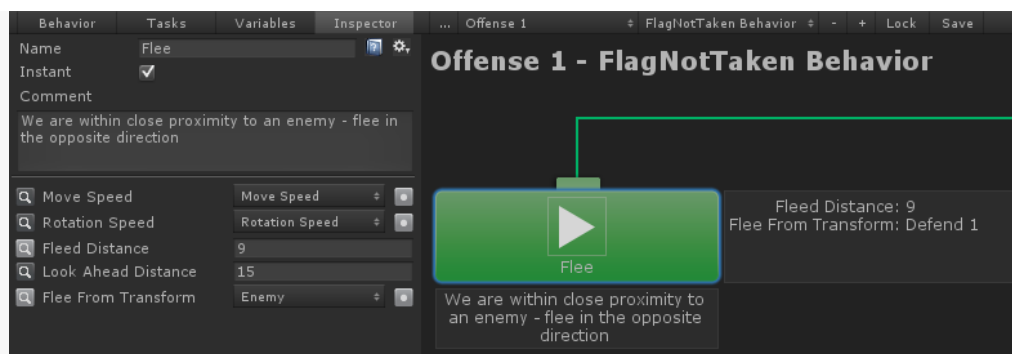 Behavior Tasks Variables Inspector
... Offense 1 FlagNotTaken Behavior - + Lock Save
Name Flee
Instant
Comment
We are within close proximity to an enemy - flee in
the opposite direction
Move Speed Move Speed
Rotation Speed Rotation Speed
Fleed Distance 9
Look Ahead Distance 15
Flee From Transform Enemy
Offense 1 - FlagNotTaken Behavior
Flee
Fleed Distance: 9
Flee From Transform: Defend 1
We are within close proximity to
an enemy - flee in the opposite
direction